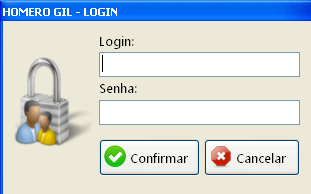 HOMERO GIL - LOGIN
Login:
Senha:
Confirmar
Cancelar